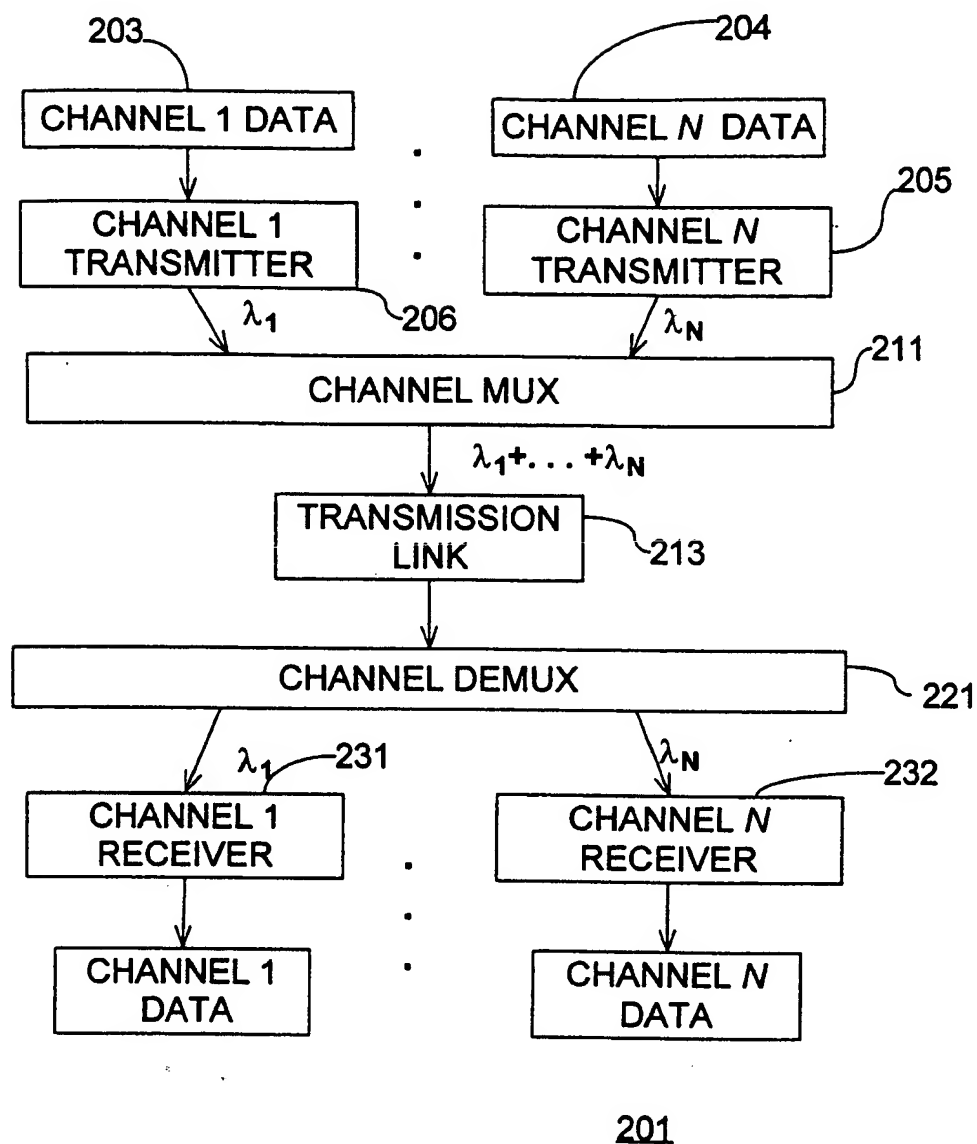 203
204
CHANNEL 1 DATA
CHANNEL N DATA
205
CHANNEL 1
TRANSMITTER
CHANNEL N
TRANSMITTER
λ1
206
λN
211
CHANNEL MUX
λ1+. . . +λN
TRANSMISSION
LINK
213
CHANNEL DEMUX
221
λ1
231
λN
232
CHANNEL 1
RECEIVER
CHANNEL N
RECEIVER
CHANNEL 1
DATA
CHANNEL N
DATA
201